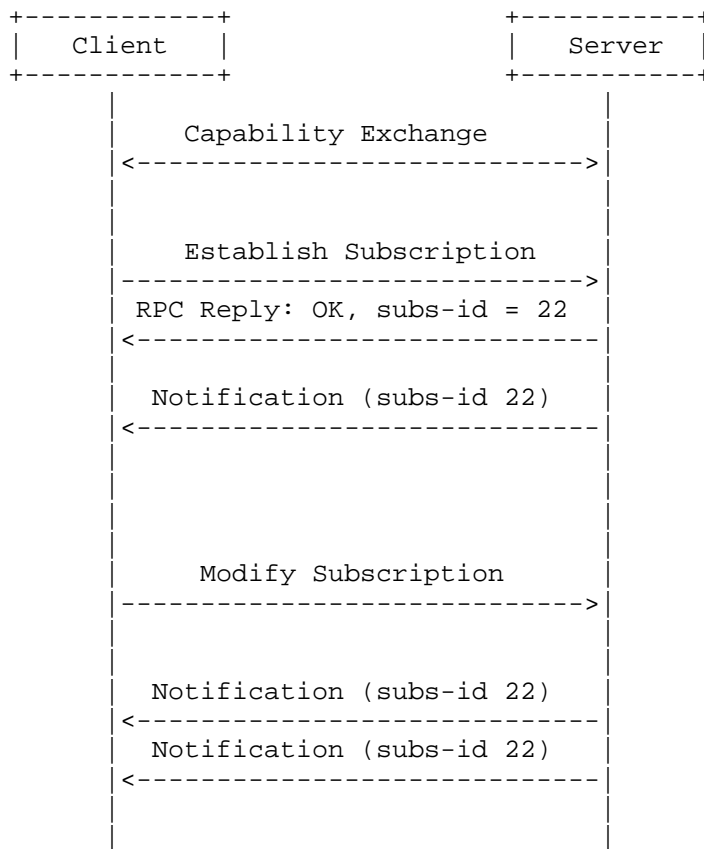 Client Server
Capability Exchange
Establish Subscription
RPC Reply: OK, subs-id = 22
Notification (subs-id 22)
Modify Subscription
Notification (subs-id 22)
Notification (subs-id 22)